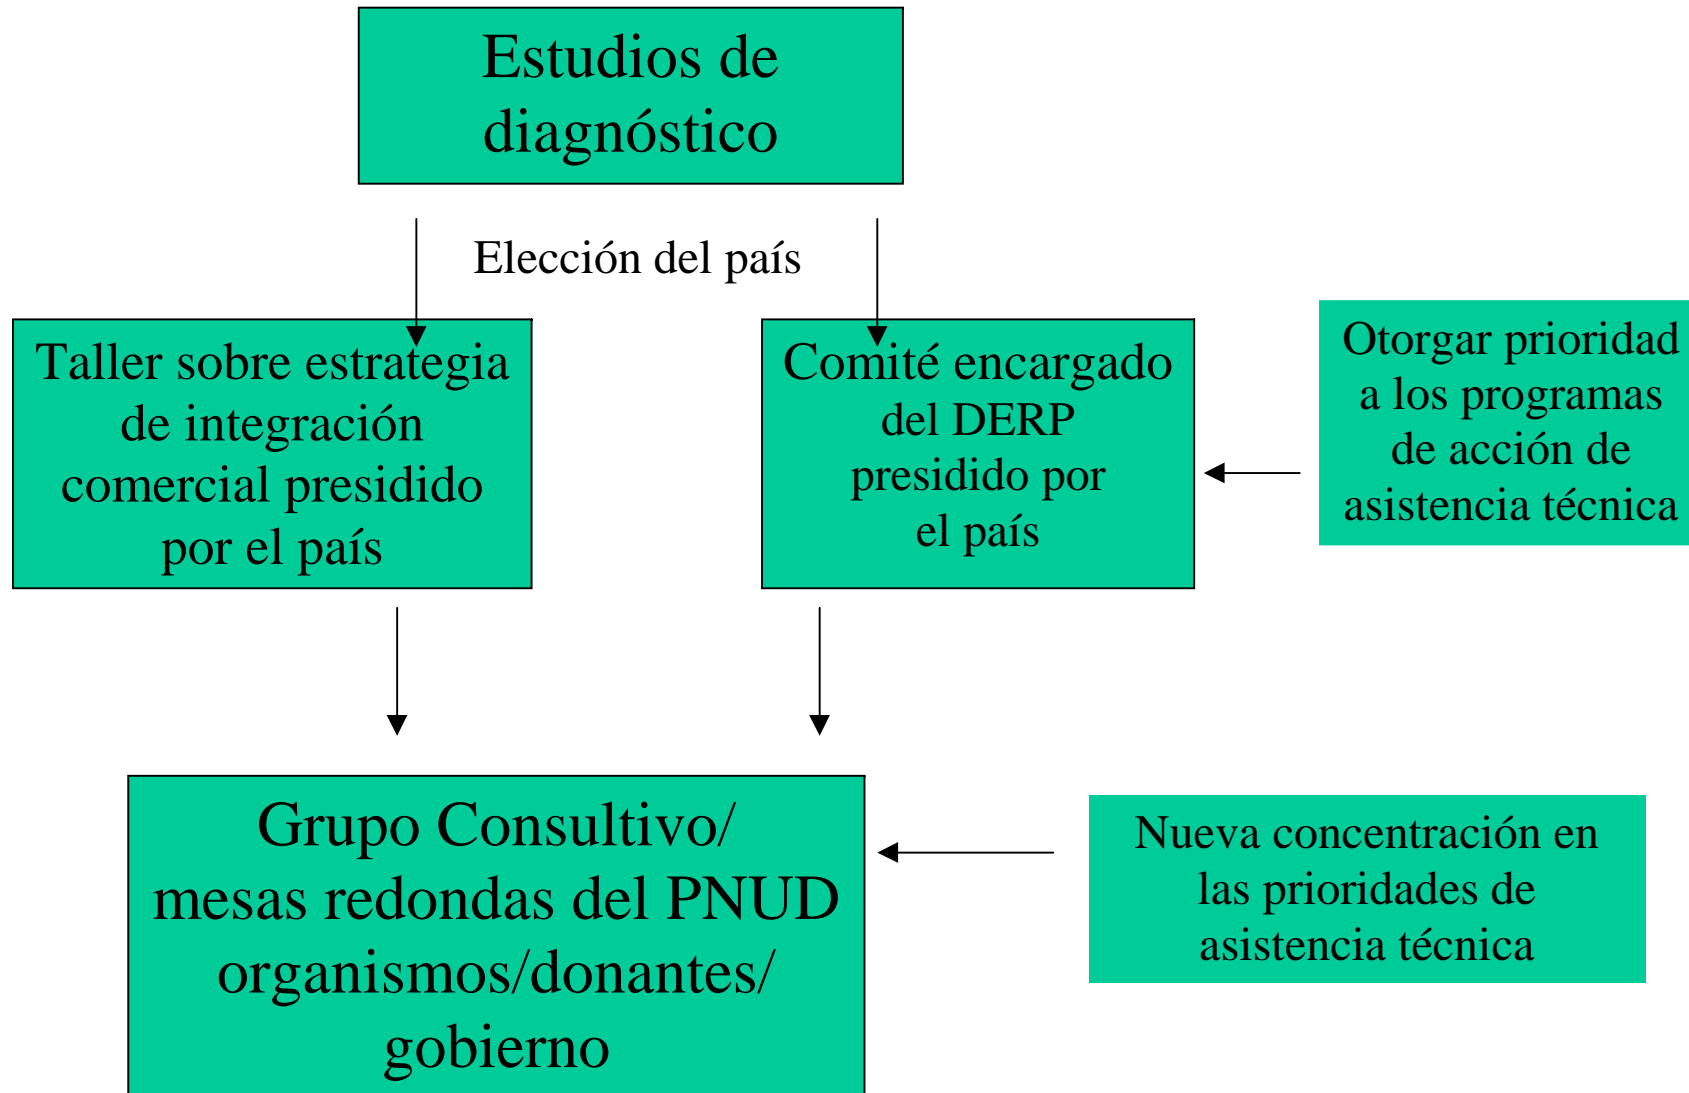 Estudios de
diagnóstico
Elección del país
Taller sobre estrategia
de integración
comercial presidido
por el país
Comité encargado
del DERP
presidido por
el país
Otorgar prioridad
a los programas
de acción de
asistencia técnica
Grupo Consultivo/
mesas redondas del PNUD
organismos/donantes/
gobierno
Nueva concentración en
las prioridades de
asistencia técnica